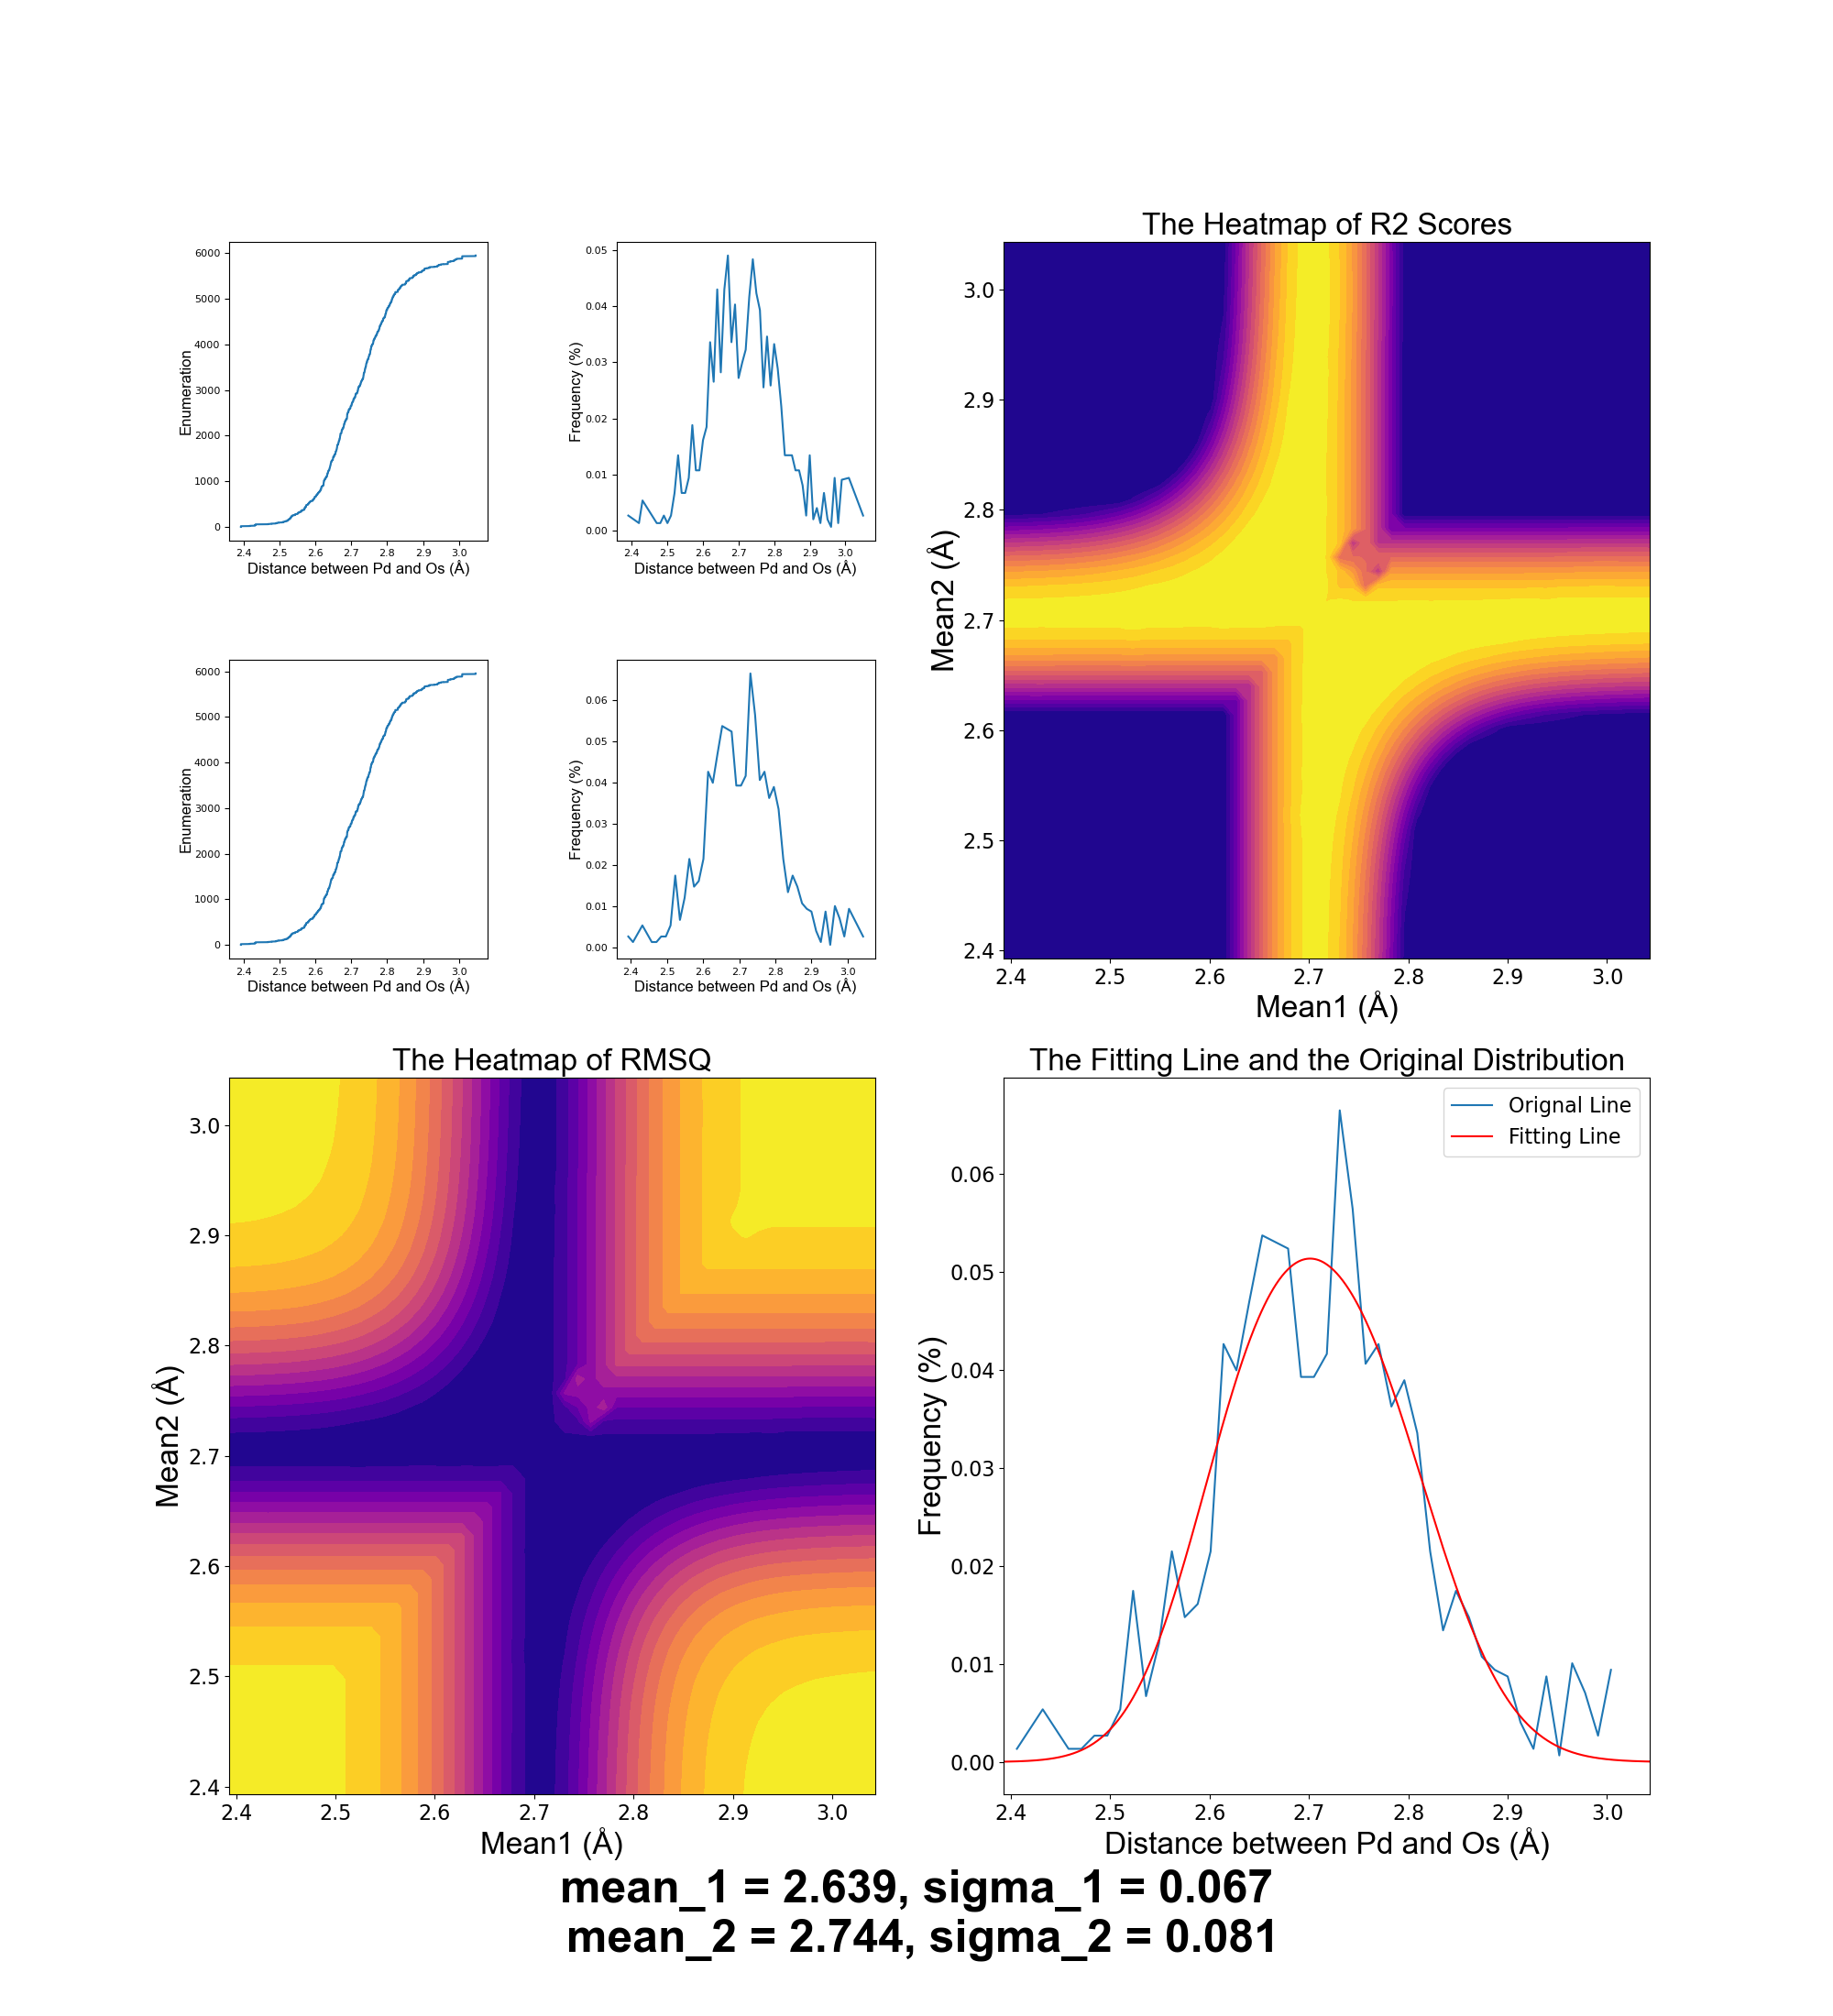 6000
5000
4000
3000
2000
1000
0
Enumeration
2.4 2.5 2.6 2.7 2.8 2.9 3.0
Distance between Pd and Os (Å)
0.05
0.04
0.03
0.02
0.01
0.00
Frequency (%)
2.4 2.5 2.6 2.7 2.8 2.9 3.0
Distance between Pd and Os (Å)
The Heatmap of R2 Scores
3.0
2.9
2.8
2.7
2.6
2.5
2.4
Mean2 (Å)
2.4 2.5 2.6 2.7 2.8 2.9 3.0
Mean1 (Å)
6000
5000
4000
3000
2000
1000
0
Enumeration
2.4 2.5 2.6 2.7 2.8 2.9 3.0
Distance between Pd and Os (Å)
0.06
0.05
0.04
0.03
0.02
0.01
0.00
Frequency (%)
2.4 2.5 2.6 2.7 2.8 2.9 3.0
Distance between Pd and Os (Å)
The Heatmap of RMSQ
3.0
2.9
2.8
2.7
2.6
2.5
2.4
Mean2 (Å)
2.4 2.5 2.6 2.7 2.8 2.9 3.0
Mean1 (Å)
The Fitting Line and the Original Distribution
Orignal Line
Fitting Line
0.06
0.05
0.04
0.03
0.02
0.01
0.00
Frequency (%)
2.4 2.5 2.6 2.7 2.8 2.9 3.0
Distance between Pd and Os (Å)
mean_1 = 2.639, sigma_1 = 0.067
mean_2 = 2.744, sigma_2 = 0.081